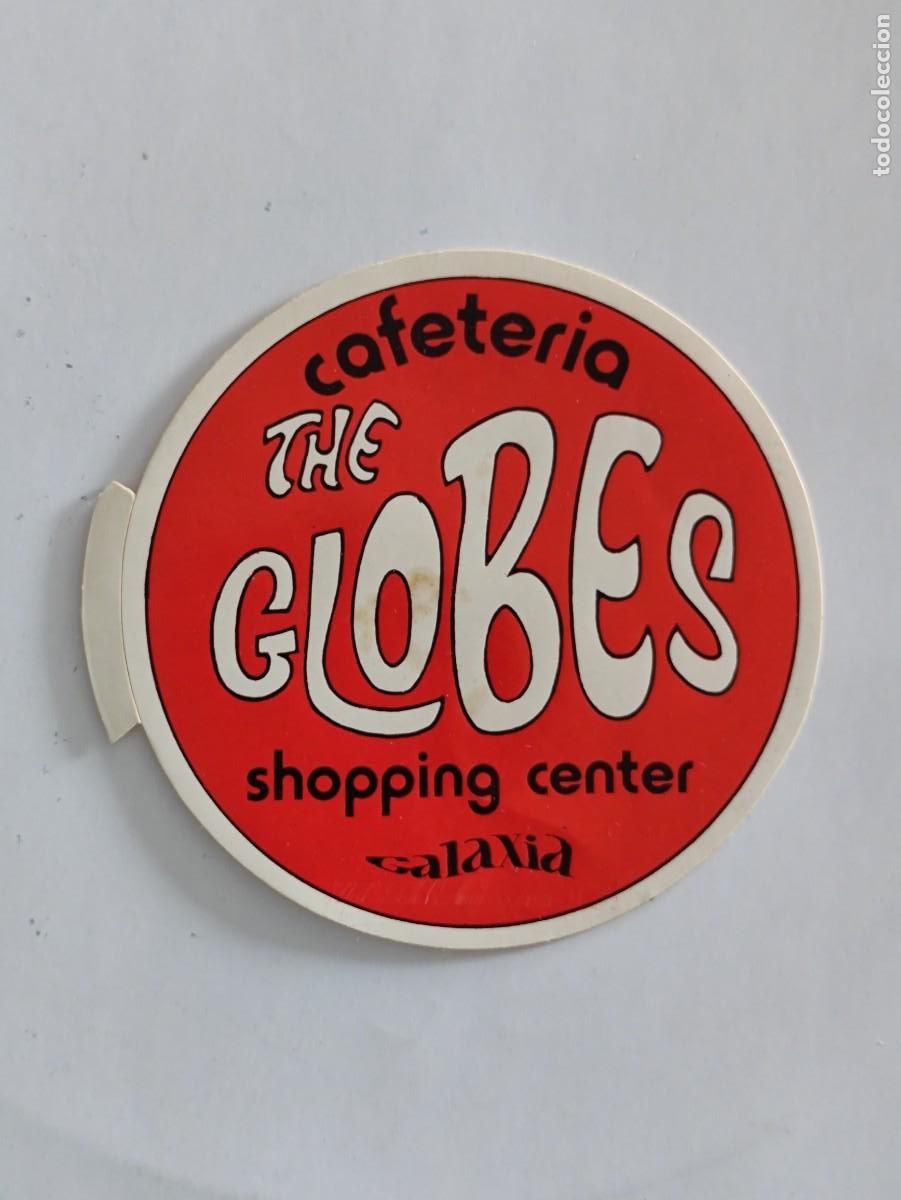 todocoleccion
cafeteria
THE
GLOBES
shopping center
Galaxia